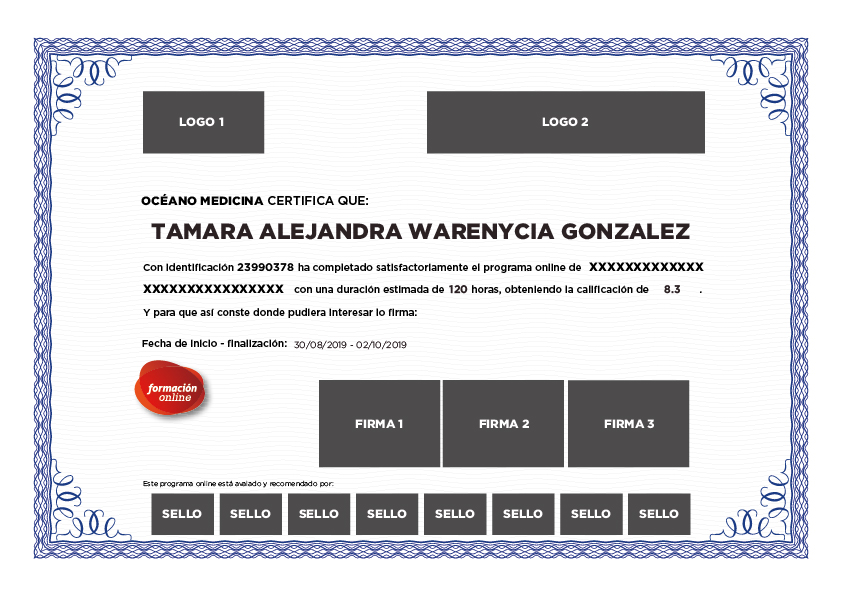 LOGO 1
LOGO 2
OCÉANO MEDICINA CERTIFICA QUE:
TAMARA ALEJANDRA WARENYCIA GONZALEZ
Con identificación 23990378 ha completado satisfactoriamente el programa online de XXXXXXXXXXXXX
XXXXXXXXXXXXXXXX con una duración estimada de 120 horas, obteniendo la calificación de 8.3 .
Y para que así conste donde pudiera interesar lo firma:
Fecha de inicio - finalización: 30/08/2019 - 02/10/2019
formación
online
FIRMA 1
FIRMA 2
FIRMA 3
Este programa online está avalado y recomendado por:
SELLO SELLO SELLO SELLO SELLO SELLO SELLO SELLO